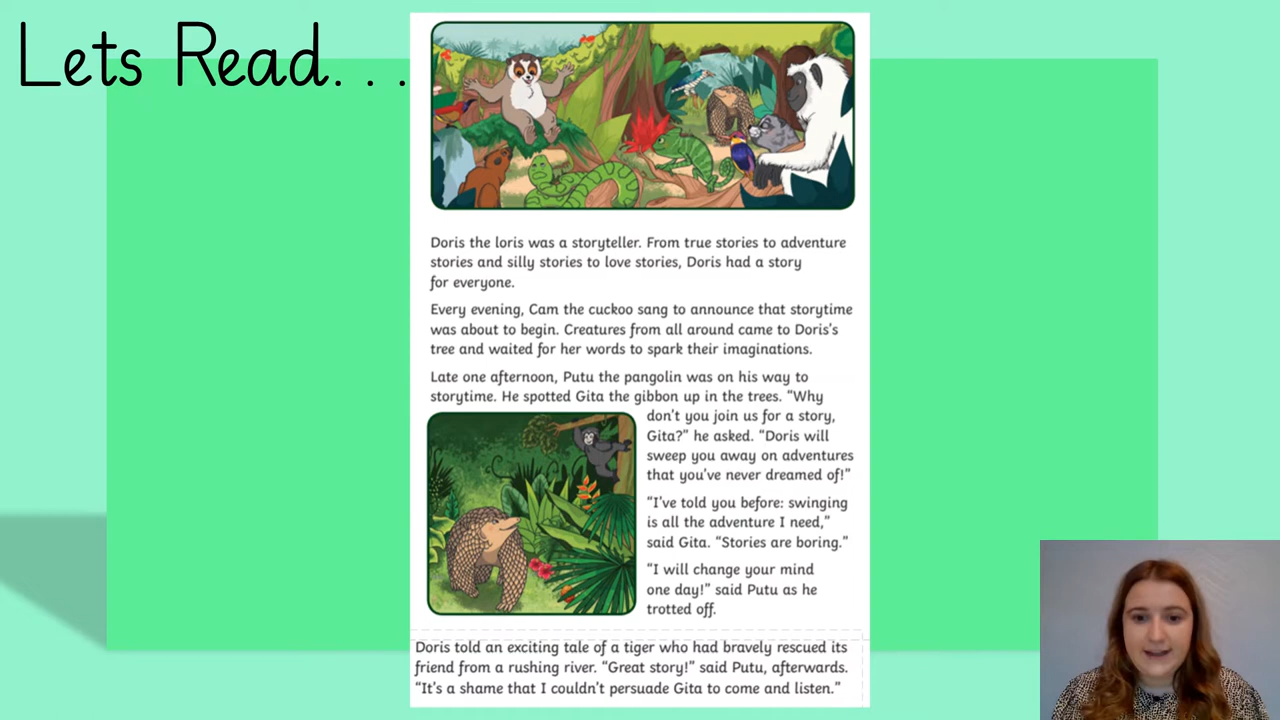 Lets Read. . .
Doris the loris was a storyteller. From true stories to adventure
stories and silly stories to love stories, Doris had a story
for everyone.
Every evening, Cam the cuckoo sang to announce that storytime
was about to begin. Creatures from all around came to Doris's
tree and waited for her words to spark their imaginations.
Late one afternoon, Putu the pangolin was on his way to
storytime. He spotted Gita the gibbon up in the trees. “Why
don't you join us for a story,
Gita?” he asked. “Doris will
sweep you away on adventures
that you've never dreamed of!”
“I've told you before: swinging
is all the adventure I need,”
said Gita. “Stories are boring.”
“I will change your mind
one day!” said Putu as he
trotted off.
Doris told an exciting tale of a tiger who had bravely rescued its
friend from a rushing river. “Great story!” said Putu, afterwards.
“It's a shame that I couldn't persuade Gita to come and listen.”